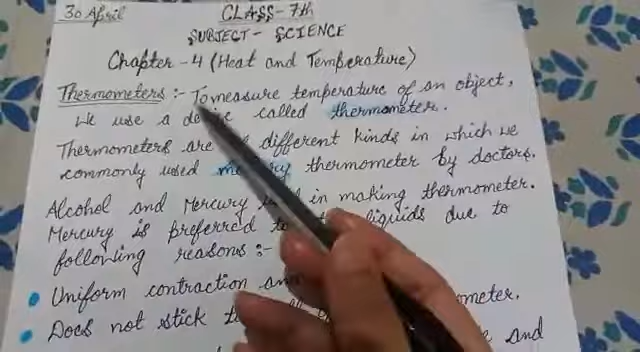 30 April CLASS-7th
SUBJECT- SCIENCE
Chapter-4 (Heat and Temperature)
Thermometers :- To measure temperature of an object,
We use a called thermometer.
Thermometers are different kinds in which we
commonly used thermometer by doctors.
Alcohol and Mercury in making thermometer.
Mercury is preferred liquids due to
following reasons :-
Uniform contraction
Does not stick
and